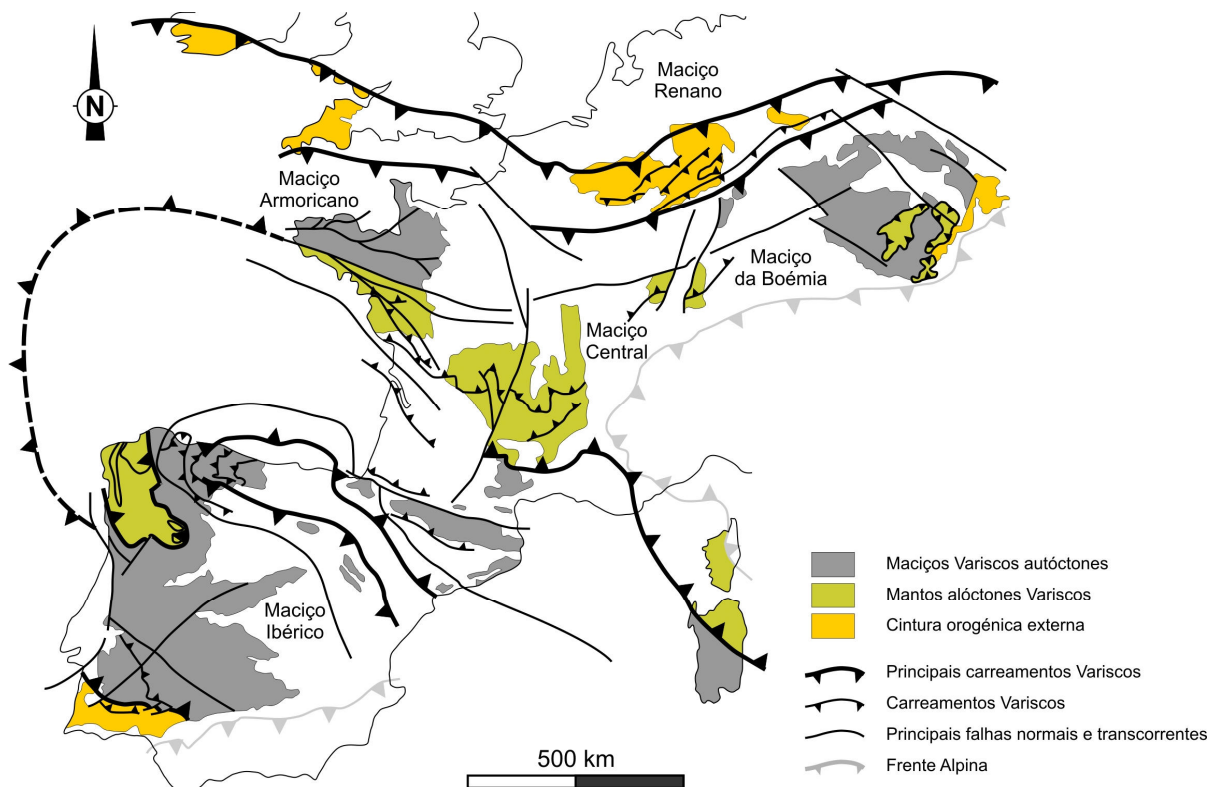 N
Maciço
Renano
Maciço
Armoricano
Maciço
da Boémia
Maciço
Central
Maciço
Ibérico
Maciços Variscos autóctones
Mantos alóctones Variscos
Cintura orogénica externa
Principais carreamentos Variscos
Carreamentos Variscos
Principais falhas normais e transcorrentes
Frente Alpina
500 km